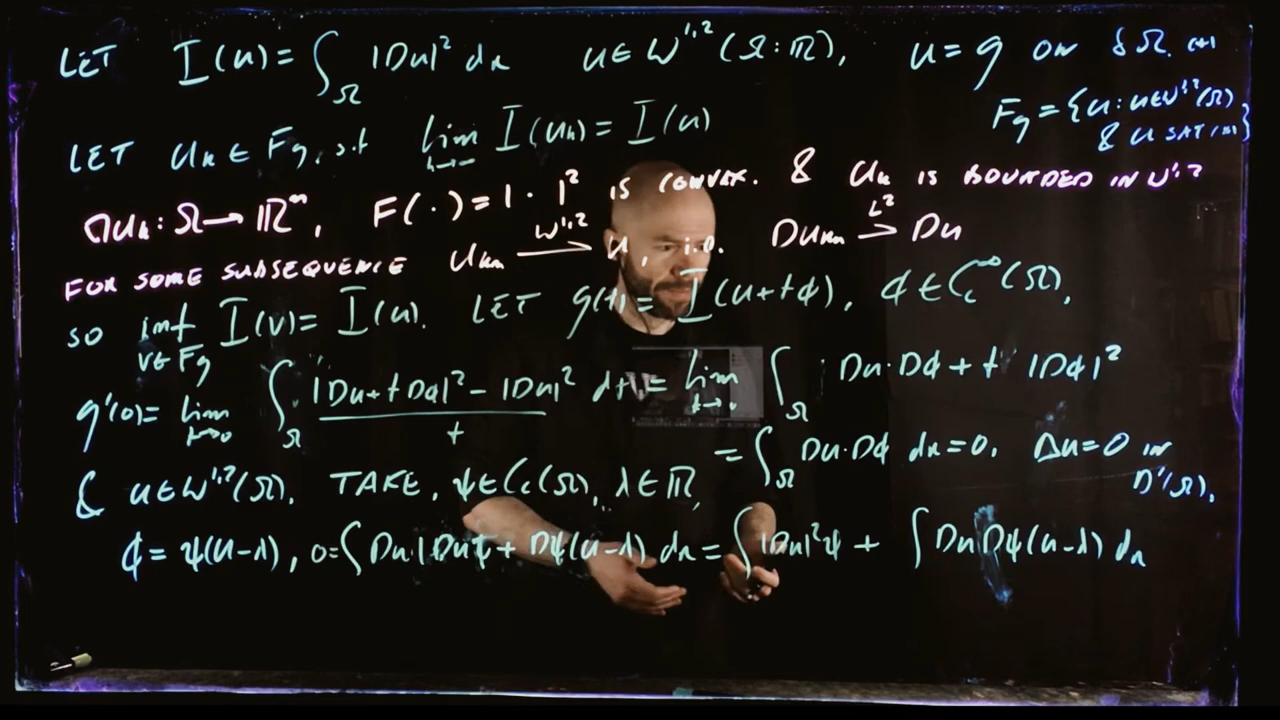 LET I(u) = ∫_Ω |Du|² dx u ∈ W^{1,2}(Ω:ℝ), u = g on ∂Ω. (*)
F_g = {u : u∈W^{1,2}(Ω)
& u SAT (*)}
LET u_k ∈ F_g, s.t lim_{k→∞} I(u_k) = I(u)
Du_k : Ω → ℝⁿ, F(·) = |·|² IS CONVEX. & u_k IS BOUNDED IN W^{1,2}
FOR SOME SUBSEQUENCE u_{k_m} →^{W^{1,2}} u, i.e. Du_{k_m} ⇀^{L²} Du
SO inf_{v∈F_g} I(v) = I(u). LET g(t) = I(u+tϕ), ϕ ∈ C_c^∞(Ω),
g'(0) = lim_{t→0} ∫_Ω (|Du+tDϕ|² - |Du|²)/t dx = lim_{t→0} ∫_Ω Du·Dϕ + t |Dϕ|²
= ∫_Ω Du·Dϕ dx = 0. Δu = 0 in D'(Ω).
& u∈W^{1,2}(Ω). TAKE, ψ∈C_c(Ω), λ∈ℝ,
ϕ = ψ(u-λ), 0 = ∫ Du·(Duψ + Dψ(u-λ) dx = ∫ |Du|²ψ + ∫ Du Dψ(u-λ) dx